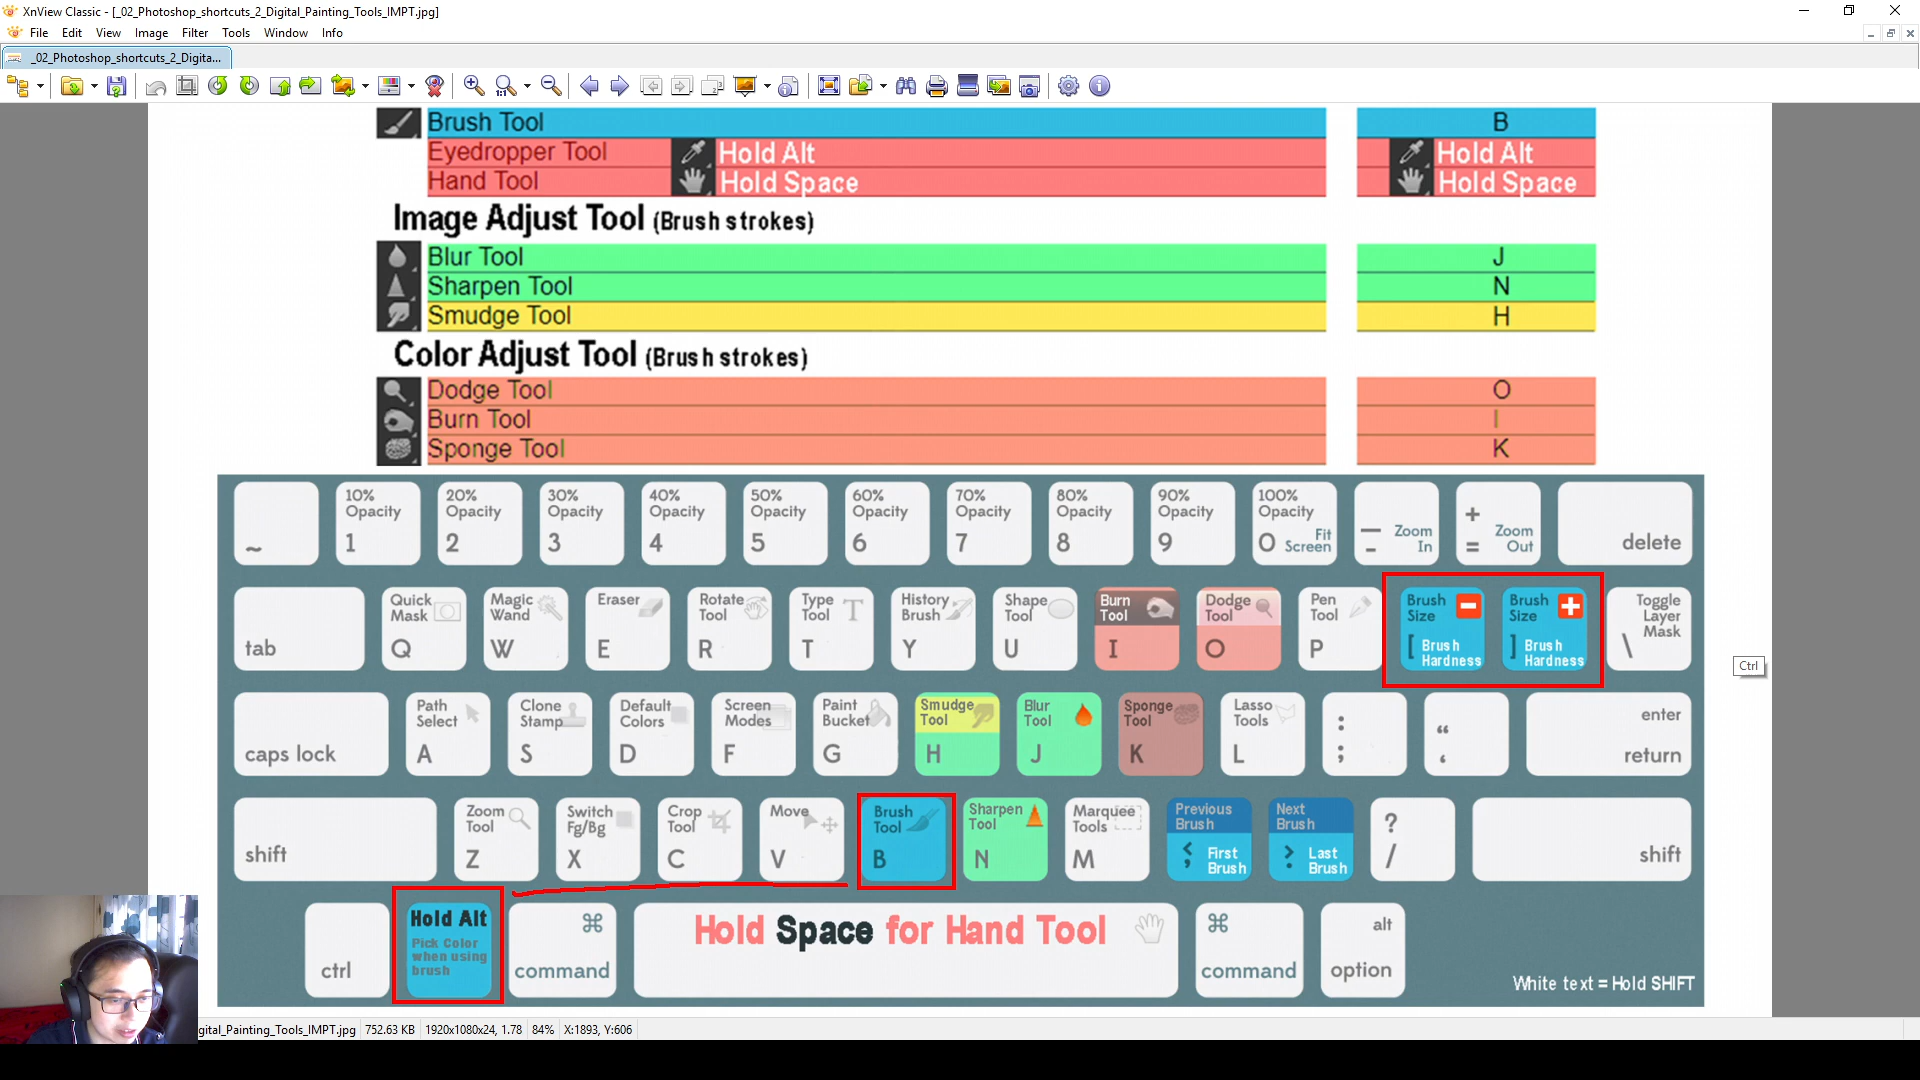 XnView Classic - [_02_Photoshop_shortcuts_2_Digital_Painting_Tools_IMPT.jpg]
File Edit View Image Filter Tools Window Info
_02_Photoshop_shortcuts_2_Digita...
1:1
Brush Tool B
Eyedropper Tool Hold Alt Hold Alt
Hand Tool Hold Space Hold Space
Image Adjust Tool (Brush strokes)
Blur Tool J
Sharpen Tool N
Smudge Tool H
Color Adjust Tool (Brush strokes)
Dodge Tool O
Burn Tool I
Sponge Tool K
~
10% Opacity 1
20% Opacity 2
30% Opacity 3
40% Opacity 4
50% Opacity 5
60% Opacity 6
70% Opacity 7
80% Opacity 8
90% Opacity 9
100% Opacity O Fit Screen
— - Zoom In
+ = Zoom Out
delete
tab
Quick Mask Q
Magic Wand W
Eraser E
Rotate Tool R
Type Tool T
History Brush Y
Shape Tool U
Burn Tool I
Dodge Tool O
Pen Tool P
Brush Size - [ Brush Hardness
Brush Size + ] Brush Hardness
Toggle Layer Mask \
Ctrl
caps lock
Path Select A
Clone Stamp S
Default Colors D
Screen Modes F
Paint Bucket G
Smudge Tool H
Blur Tool J
Sponge Tool K
Lasso Tools L
: ;
“ ‘
enter return
shift
Zoom Tool Z
Switch Fg/Bg X
Crop Tool C
Move V
Brush Tool B
Sharpen Tool N
Marquee Tools M
Previous Brush < ; First Brush
Next Brush > . Last Brush
? /
shift
ctrl
Hold Alt Pick Color when using brush
⌘ command
Hold Space for Hand Tool
⌘ command
alt option
White text = Hold SHIFT
gital_Painting_Tools_IMPT.jpg 752.63 KB 1920x1080x24, 1.78 84% X:1893, Y:606